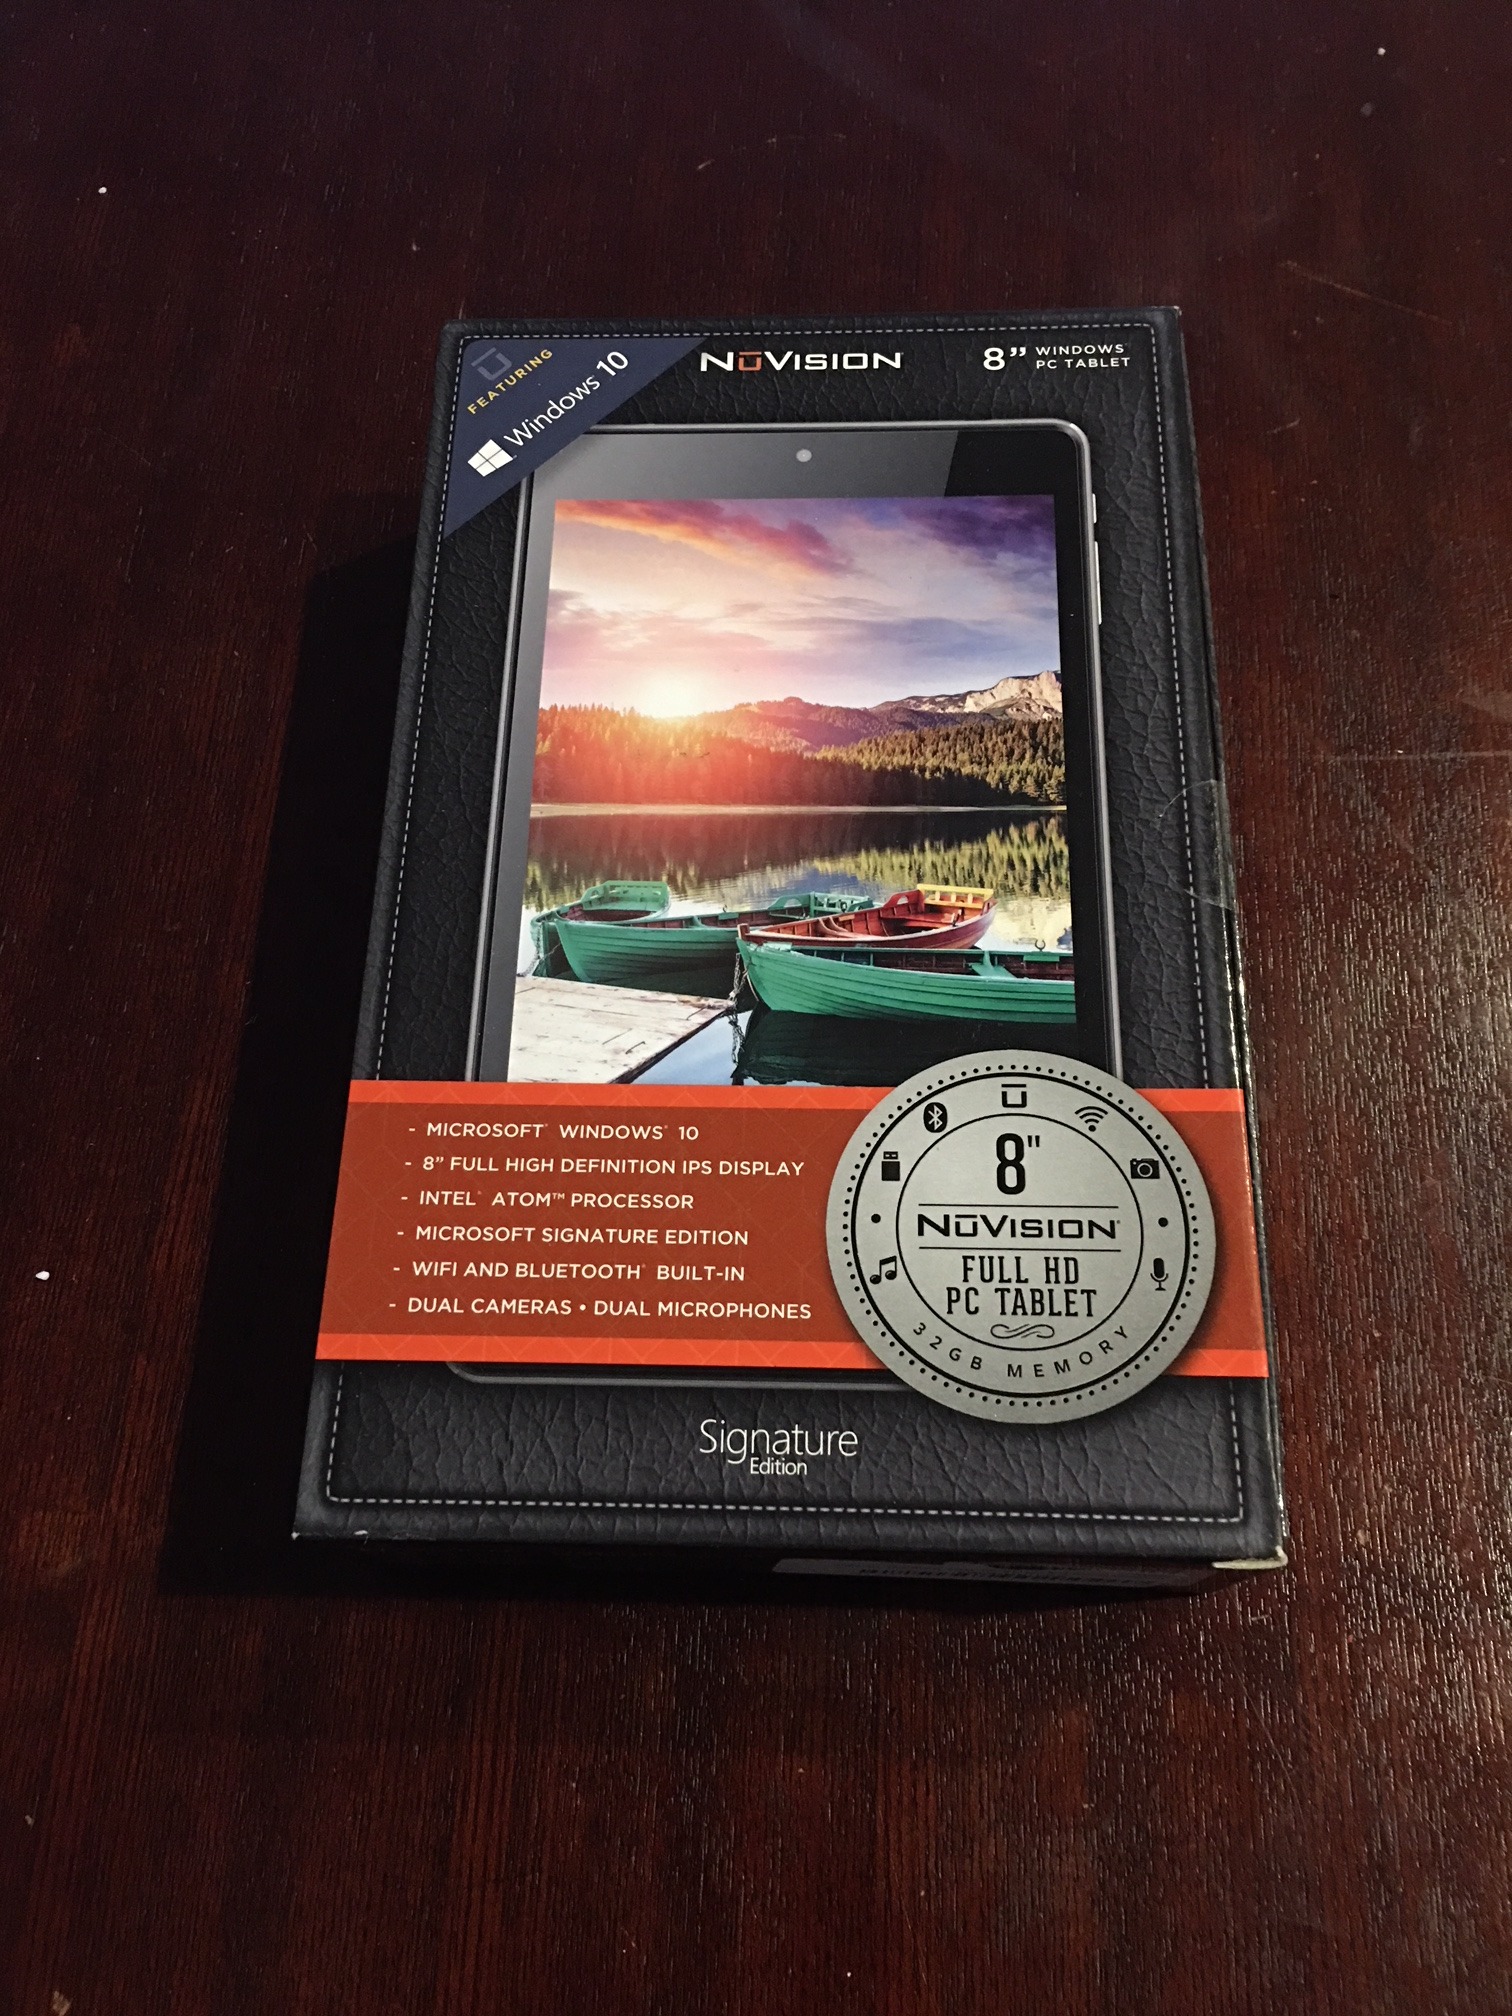 FEATURING
Windows 10
NūVISION
8” WINDOWS
PC TABLET
- MICROSOFT® WINDOWS® 10
- 8” FULL HIGH DEFINITION IPS DISPLAY
- INTEL® ATOM™ PROCESSOR
- MICROSOFT SIGNATURE EDITION
- WIFI AND BLUETOOTH® BUILT-IN
- DUAL CAMERAS • DUAL MICROPHONES
8"
NūVISION®
FULL HD
PC TABLET
32GB MEMORY
Signature
Edition